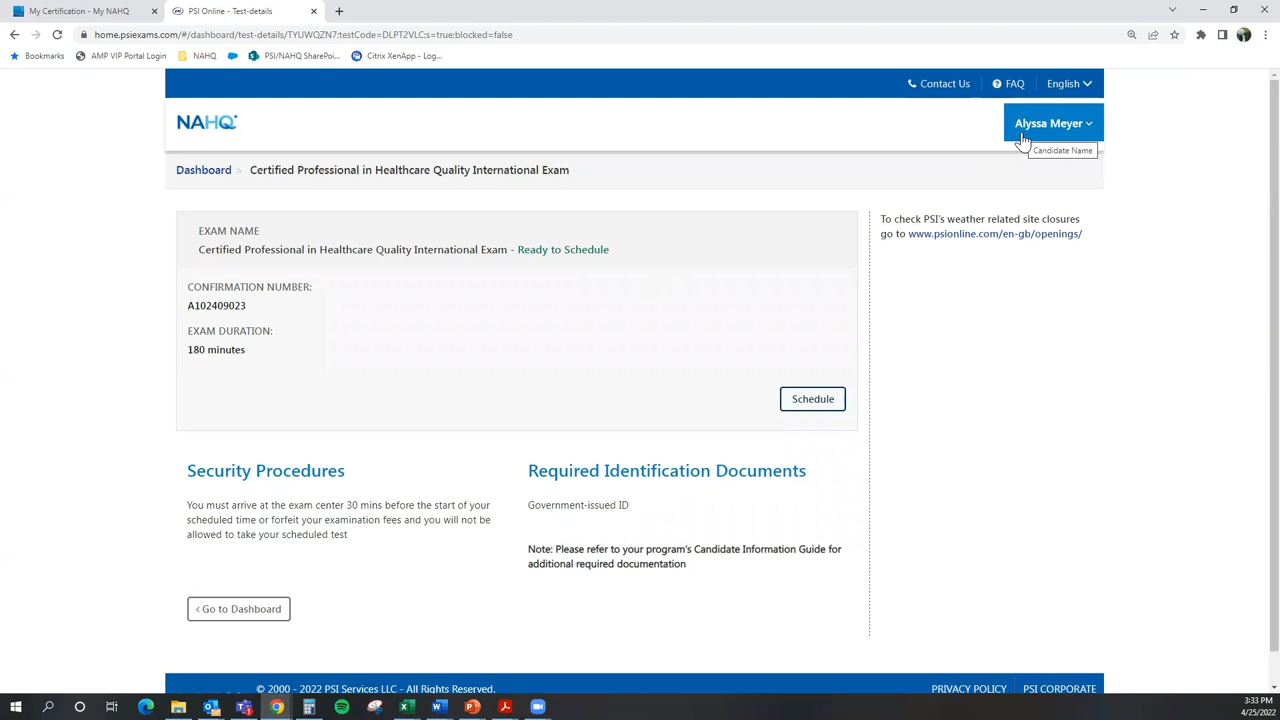 My Certification - My NAHQ
PSI Online - Test-details
home.psiexams.com/#/dashboard/test-details/TYUWQZN7;testCode=DLPT2VLC;s=true;blocked=false
Bookmarks
AMP VIP Portal Login
NAHQ
PSI/NAHQ SharePoi...
Citrix XenApp - Log...
Contact Us
FAQ
English
NAHQ
Alyssa Meyer
Candidate Name
Dashboard > Certified Professional in Healthcare Quality International Exam
EXAM NAME
Certified Professional in Healthcare Quality International Exam - Ready to Schedule
CONFIRMATION NUMBER:
A102409023
EXAM DURATION:
180 minutes
Schedule
To check PSI's weather related site closures
go to www.psionline.com/en-gb/openings/
Security Procedures
You must arrive at the exam center 30 mins before the start of your
scheduled time or forfeit your examination fees and you will not be
allowed to take your scheduled test
Required Identification Documents
Government-issued ID
Note: Please refer to your program's Candidate Information Guide for
additional required documentation
< Go to Dashboard
© 2000 - 2022 PSI Services LLC - All Rights Reserved.
PRIVACY POLICY
PSI CORPORATE
3:33 PM
4/25/2022